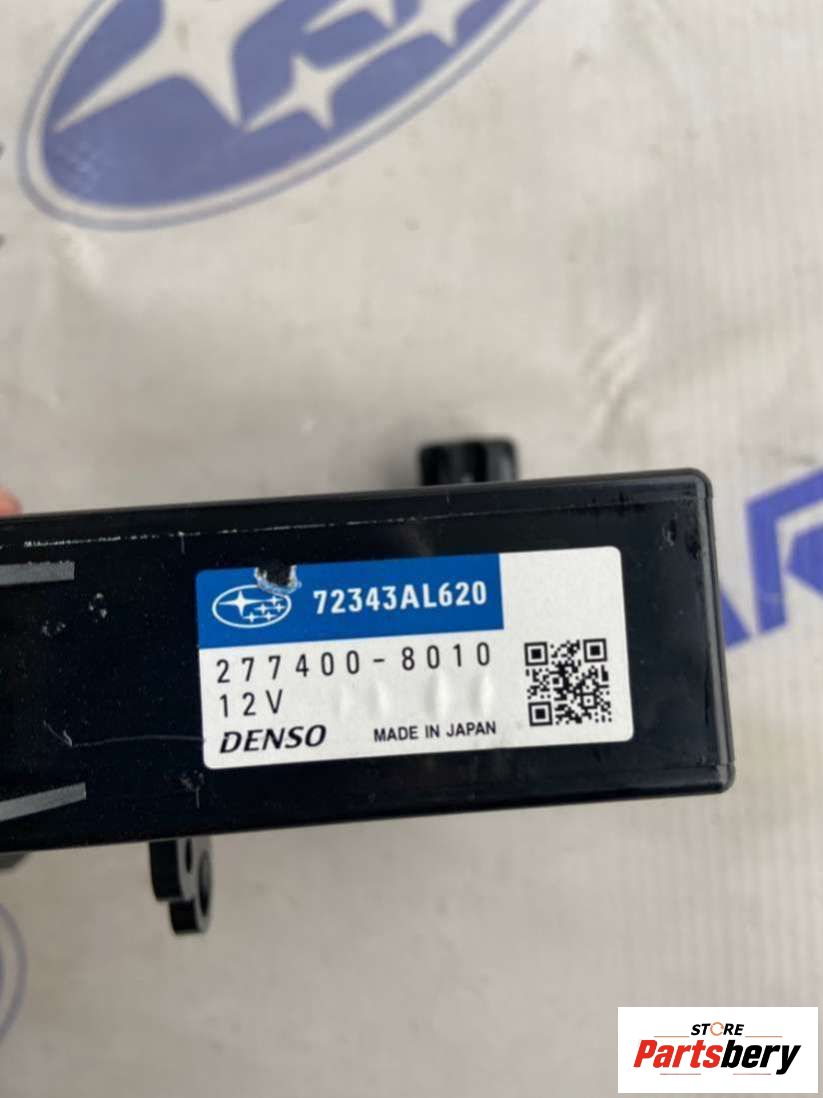 72343AL620
277400-8010
12V
DENSO MADE IN JAPAN
STORE
Partsbery